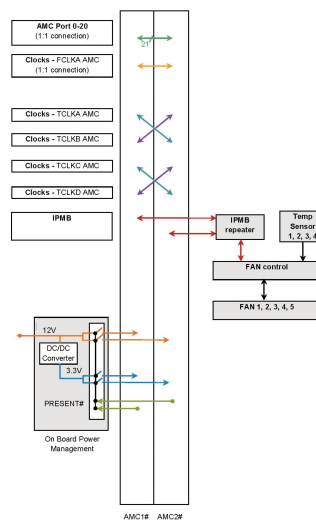 AMC Port 0-20
(1:1 connection)
21
Clocks - FCLKA AMC
(1:1 connection)
Clocks - TCLKA AMC
Clocks - TCLKB AMC
Clocks - TCLKC AMC
Clocks - TCLKD AMC
IPMB
IPMB
repeater
Temp
Sensor
1, 2, 3, 4
FAN control
FAN 1, 2, 3, 4, 5
12V
DC/DC
Converter
3.3V
PRESENT#
On Board Power
Management
AMC1# AMC2#